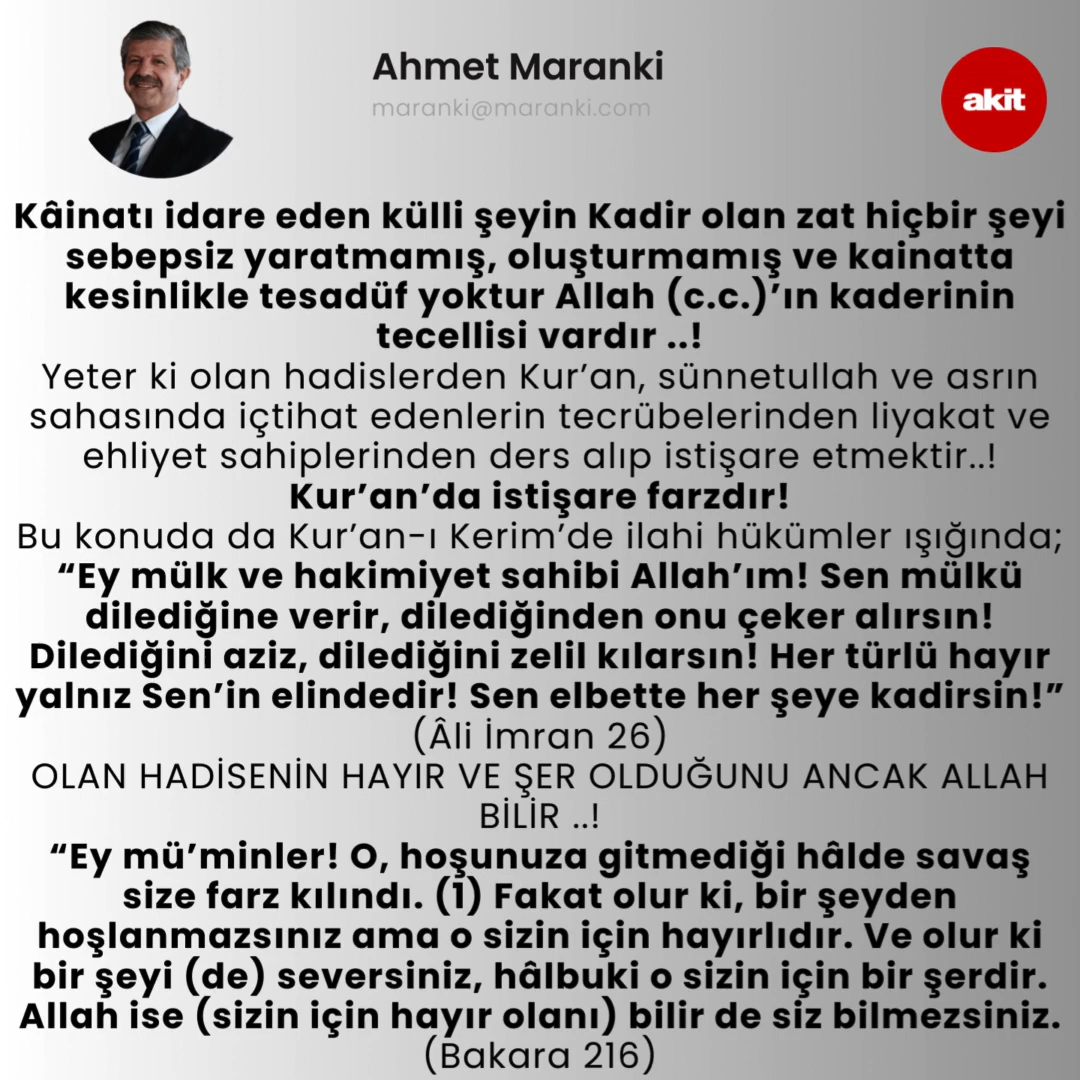 Ahmet Maranki
maranki@maranki.com
akit
Kâinatı idare eden külli şeyin Kadir olan zat hiçbir şeyi
sebepsiz yaratmamış, oluşturmamış ve kainatta
kesinlikle tesadüf yoktur Allah (c.c.)’ın kaderinin
tecellisi vardır ..!
Yeter ki olan hadislerden Kur’an, sünnetullah ve asrın
sahasında içtihat edenlerin tecrübelerinden liyakat ve
ehliyet sahiplerinden ders alıp istişare etmektir..!
Kur’an’da istişare farzdır!
Bu konuda da Kur’an-ı Kerim’de ilahi hükümler ışığında;
“Ey mülk ve hakimiyet sahibi Allah’ım! Sen mülkü
dilediğine verir, dilediğinden onu çeker alırsın!
Dilediğini aziz, dilediğini zelil kılarsın! Her türlü hayır
yalnız Sen’in elindedir! Sen elbette her şeye kadirsin!”
(Âli İmran 26)
OLAN HADİSENİN HAYIR VE ŞER OLDUĞUNU ANCAK ALLAH
BİLİR ..!
“Ey mü’minler! O, hoşunuza gitmediği hâlde savaş
size farz kılındı. (1) Fakat olur ki, bir şeyden
hoşlanmazsınız ama o sizin için hayırlıdır. Ve olur ki
bir şeyi (de) seversiniz, hâlbuki o sizin için bir şerdir.
Allah ise (sizin için hayır olanı) bilir de siz bilmezsiniz.
(Bakara 216)